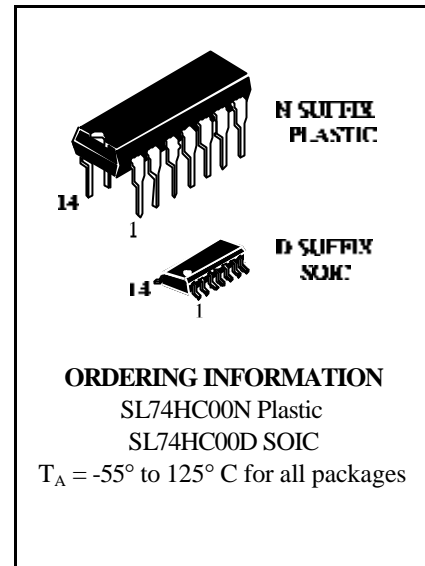 N SUFFIX
PLASTIC
14
1
D SUFFIX
SOIC
14
1
ORDERING INFORMATION
SL74HC00N Plastic
SL74HC00D SOIC
T_A = -55° to 125° C for all packages